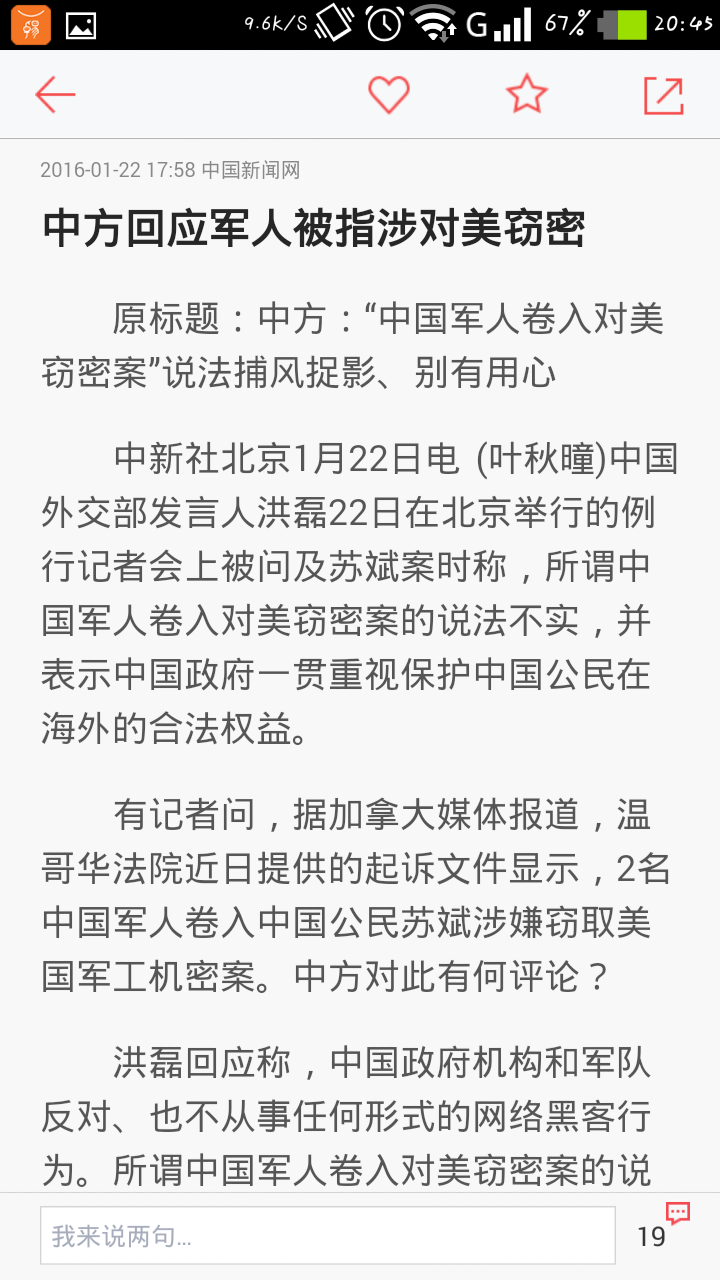 9.6K/S G 67% 20:45
2016-01-22 17:58 中国新闻网
中方回应军人被指涉对美窃密
原标题：中方：“中国军人卷入对美
窃密案”说法捕风捉影、别有用心
中新社北京1月22日电 (叶秋曈)中国
外交部发言人洪磊22日在北京举行的例
行记者会上被问及苏斌案时称，所谓中
国军人卷入对美窃密案的说法不实，并
表示中国政府一贯重视保护中国公民在
海外的合法权益。
有记者问，据加拿大媒体报道，温
哥华法院近日提供的起诉文件显示，2名
中国军人卷入中国公民苏斌涉嫌窃取美
国军工机密案。中方对此有何评论？
洪磊回应称，中国政府机构和军队
反对、也不从事任何形式的网络黑客行
为。所谓中国军人卷入对美窃密案的说
我来说两句...
19